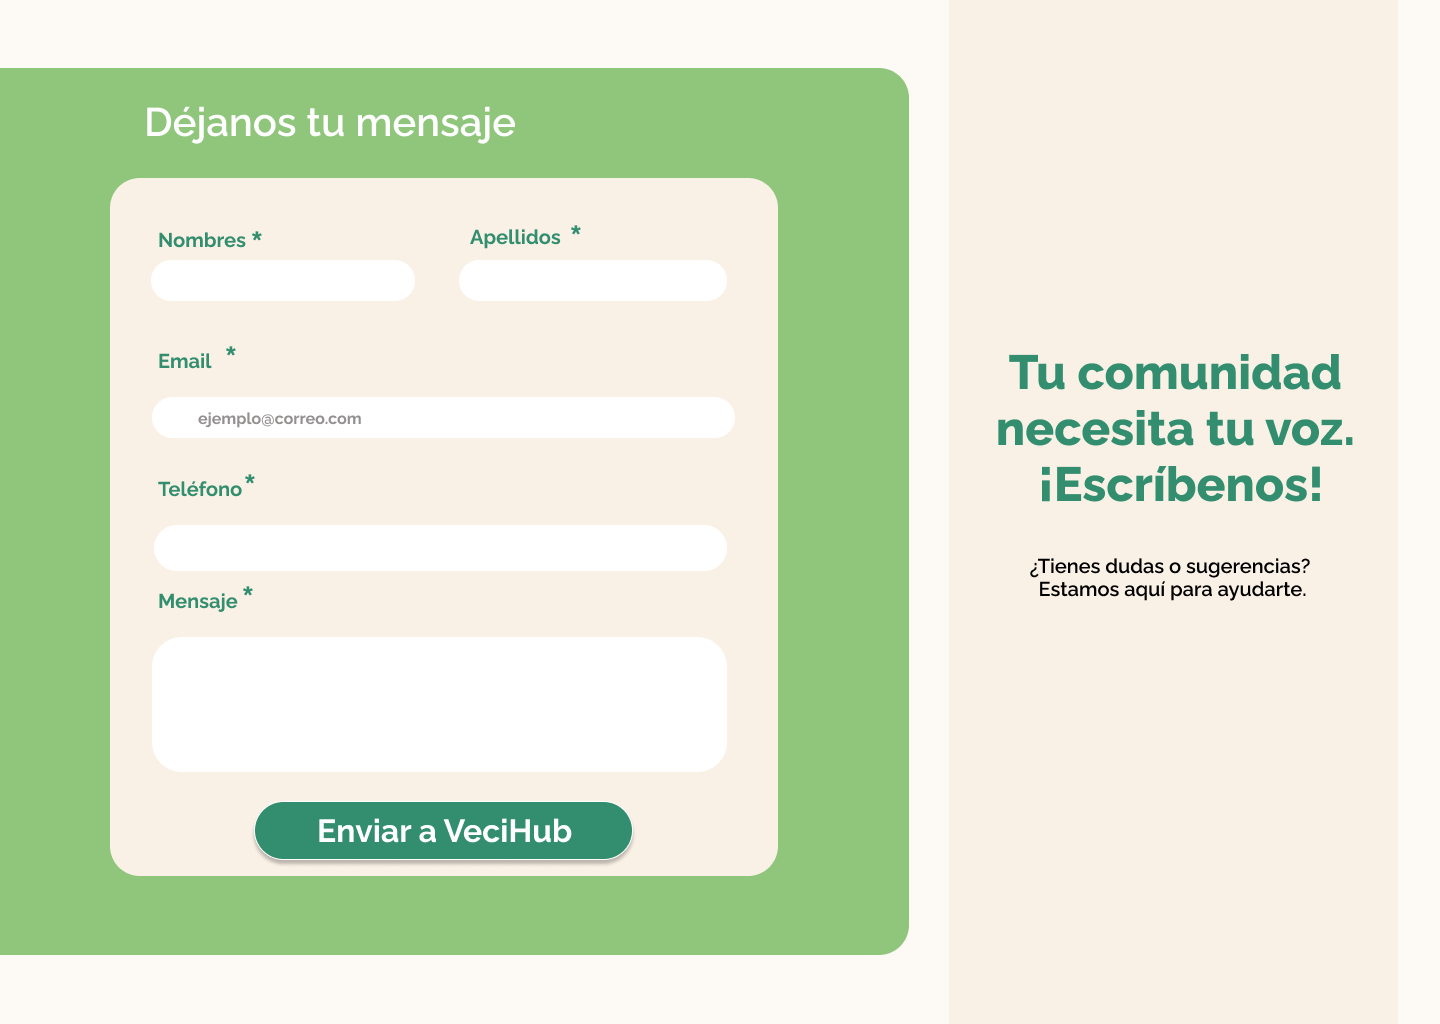 Déjanos tu mensaje
Nombres *
Apellidos *
Email *
ejemplo@correo.com
Teléfono *
Mensaje *
Enviar a VeciHub
Tu comunidad
necesita tu voz.
¡Escríbenos!
¿Tienes dudas o sugerencias?
Estamos aquí para ayudarte.